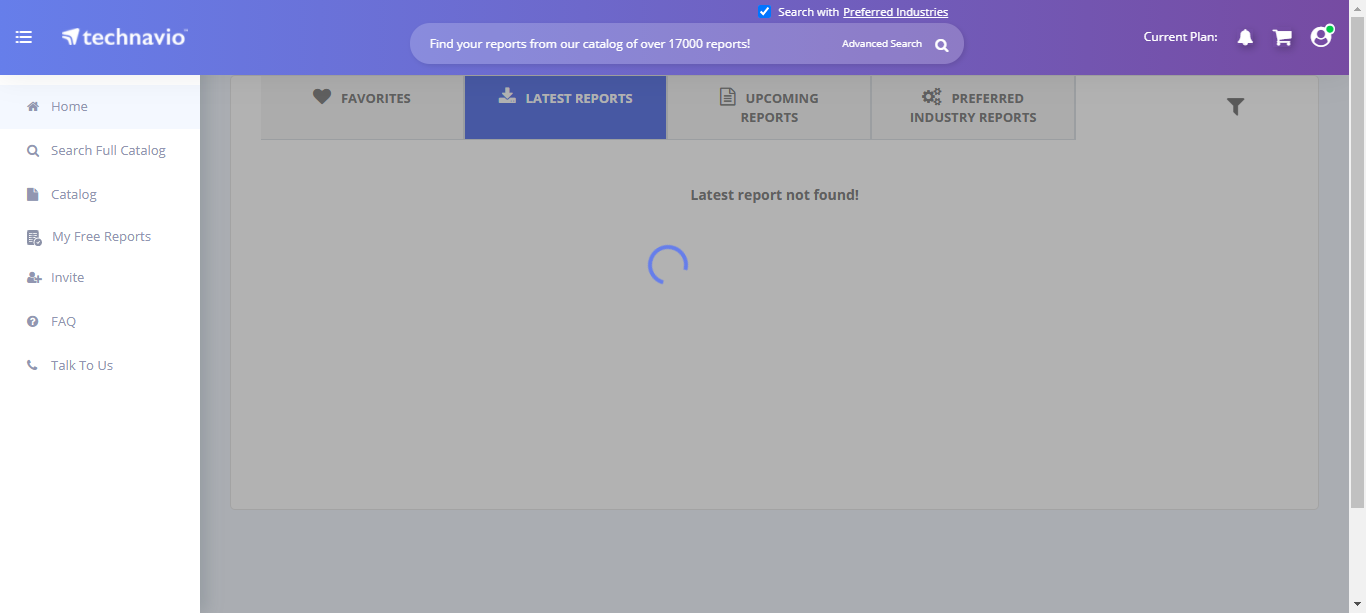 Search with Preferred Industries
technavio
Find your reports from our catalog of over 17000 reports!
Advanced Search
Current Plan:
Home
Search Full Catalog
Catalog
My Free Reports
Invite
FAQ
Talk To Us
FAVORITES
LATEST REPORTS
UPCOMING
REPORTS
PREFERRED
INDUSTRY REPORTS
Latest report not found!